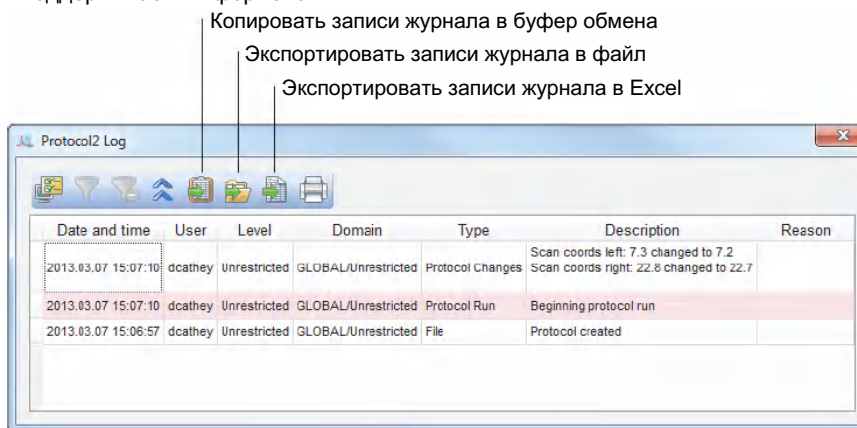 Копировать записи журнала в буфер обмена
Экспортировать записи журнала в файл
Экспортировать записи журнала в Excel
Protocol2 Log
Date and time User Level Domain Type Description Reason
Scan coords left: 7.3 changed to 7.2
2013.03.07 15:07:10 dcathey Unrestricted GLOBAL/Unrestricted Protocol Changes Scan coords right: 22.8 changed to 22.7
2013.03.07 15:07:10 dcathey Unrestricted GLOBAL/Unrestricted Protocol Run Beginning protocol run
2013.03.07 15:06:57 dcathey Unrestricted GLOBAL/Unrestricted File Protocol created